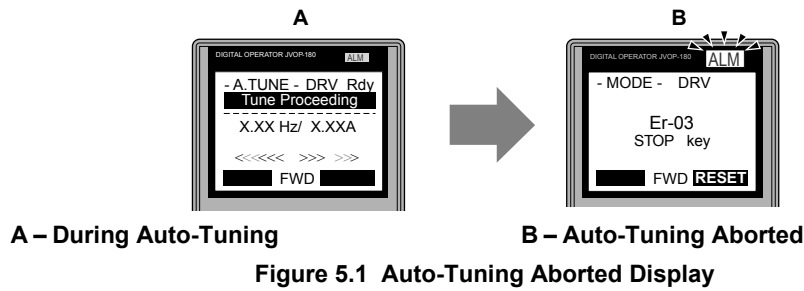 A
B
DIGITAL OPERATOR JVOP-180
ALM
- A.TUNE - DRV Rdy
Tune Proceeding
X.XX Hz/ X.XXA
<<<<<< >>> >>>
FWD
DIGITAL OPERATOR JVOP-180
ALM
- MODE - DRV
Er-03
STOP key
FWD RESET
A – During Auto-Tuning
B – Auto-Tuning Aborted
Figure 5.1 Auto-Tuning Aborted Display